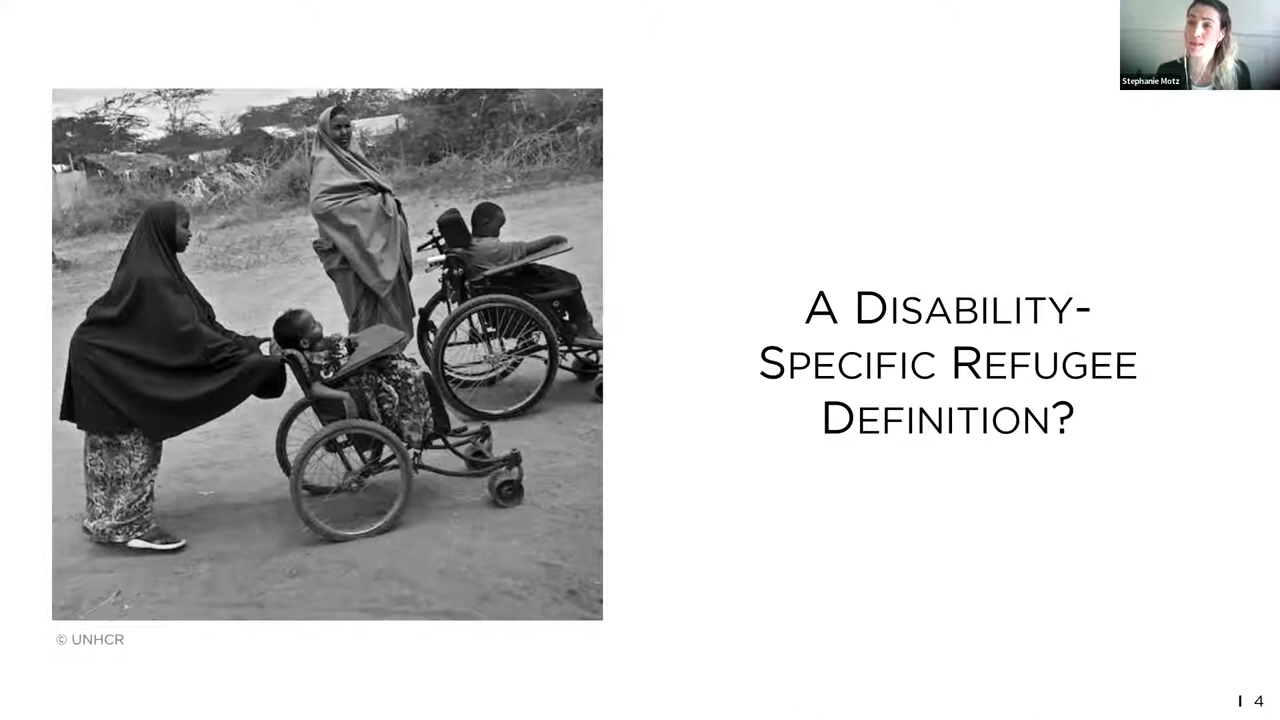 Stephanie Motz
A DISABILITY-
SPECIFIC REFUGEE
DEFINITION?
© UNHCR
I 4